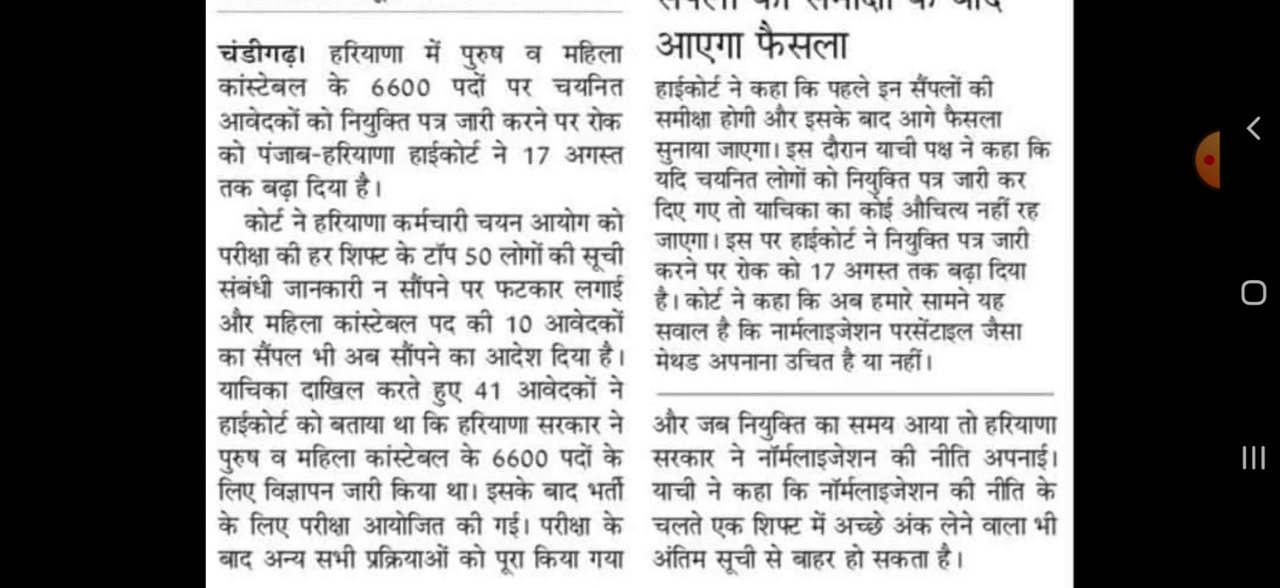 चंडीगढ़। हरियाणा में पुरुष व महिला
कांस्टेबल के 6600 पदों पर चयनित
आवेदकों को नियुक्ति पत्र जारी करने पर रोक
को पंजाब-हरियाणा हाईकोर्ट ने 17 अगस्त
तक बढ़ा दिया है।
कोर्ट ने हरियाणा कर्मचारी चयन आयोग को
परीक्षा की हर शिफ्ट के टॉप 50 लोगों की सूची
संबंधी जानकारी न सौंपने पर फटकार लगाई
और महिला कांस्टेबल पद की 10 आवेदकों
का सैंपल भी अब सौंपने का आदेश दिया है।
याचिका दाखिल करते हुए 41 आवेदकों ने
हाईकोर्ट को बताया था कि हरियाणा सरकार ने
पुरुष व महिला कांस्टेबल के 6600 पदों के
लिए विज्ञापन जारी किया था। इसके बाद भर्ती
के लिए परीक्षा आयोजित की गई। परीक्षा के
बाद अन्य सभी प्रक्रियाओं को पूरा किया गया
आएगा फैसला
हाईकोर्ट ने कहा कि पहले इन सैंपलों की
समीक्षा होगी और इसके बाद आगे फैसला
सुनाया जाएगा। इस दौरान याची पक्ष ने कहा कि
यदि चयनित लोगों को नियुक्ति पत्र जारी कर
दिए गए तो याचिका का कोई औचित्य नहीं रह
जाएगा। इस पर हाईकोर्ट ने नियुक्ति पत्र जारी
करने पर रोक को 17 अगस्त तक बढ़ा दिया
है। कोर्ट ने कहा कि अब हमारे सामने यह
सवाल है कि नार्मलाइजेशन परसेंटाइल जैसा
मेथड अपनाना उचित है या नहीं।
और जब नियुक्ति का समय आया तो हरियाणा
सरकार ने नॉर्मलाइजेशन की नीति अपनाई।
याची ने कहा कि नॉर्मलाइजेशन की नीति के
चलते एक शिफ्ट में अच्छे अंक लेने वाला भी
अंतिम सूची से बाहर हो सकता है।